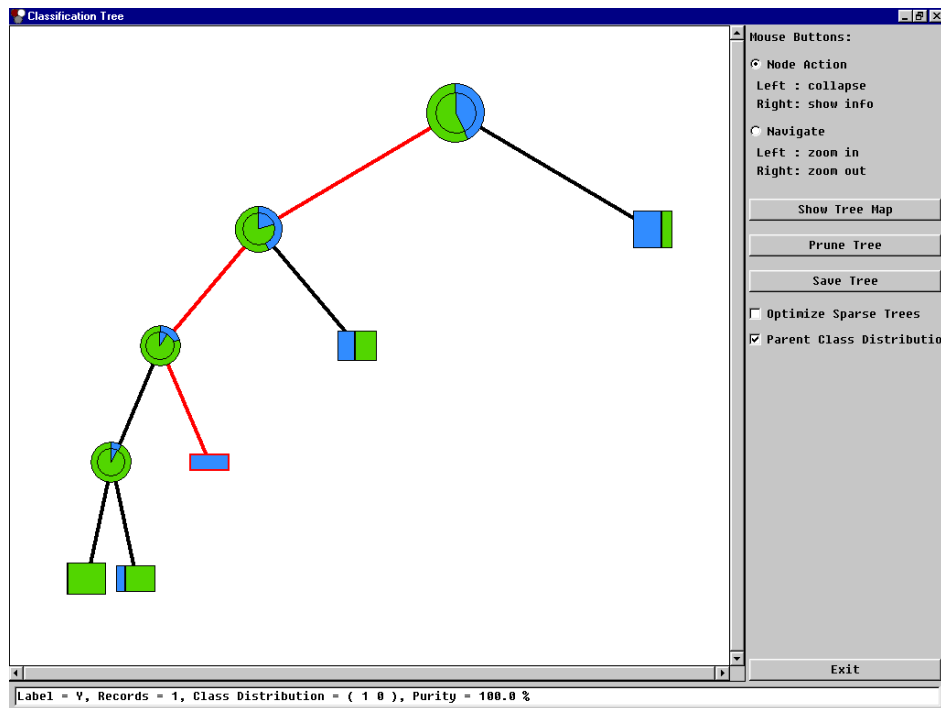 Classification Tree
Mouse Buttons:
Node Action
Left : collapse
Right: show info
Navigate
Left : zoom in
Right: zoom out
Show Tree Map
Prune Tree
Save Tree
Optimize Sparse Trees
Parent Class Distributio
Exit
Label = Y, Records = 1, Class Distribution = ( 1 0 ), Purity = 100.0 %